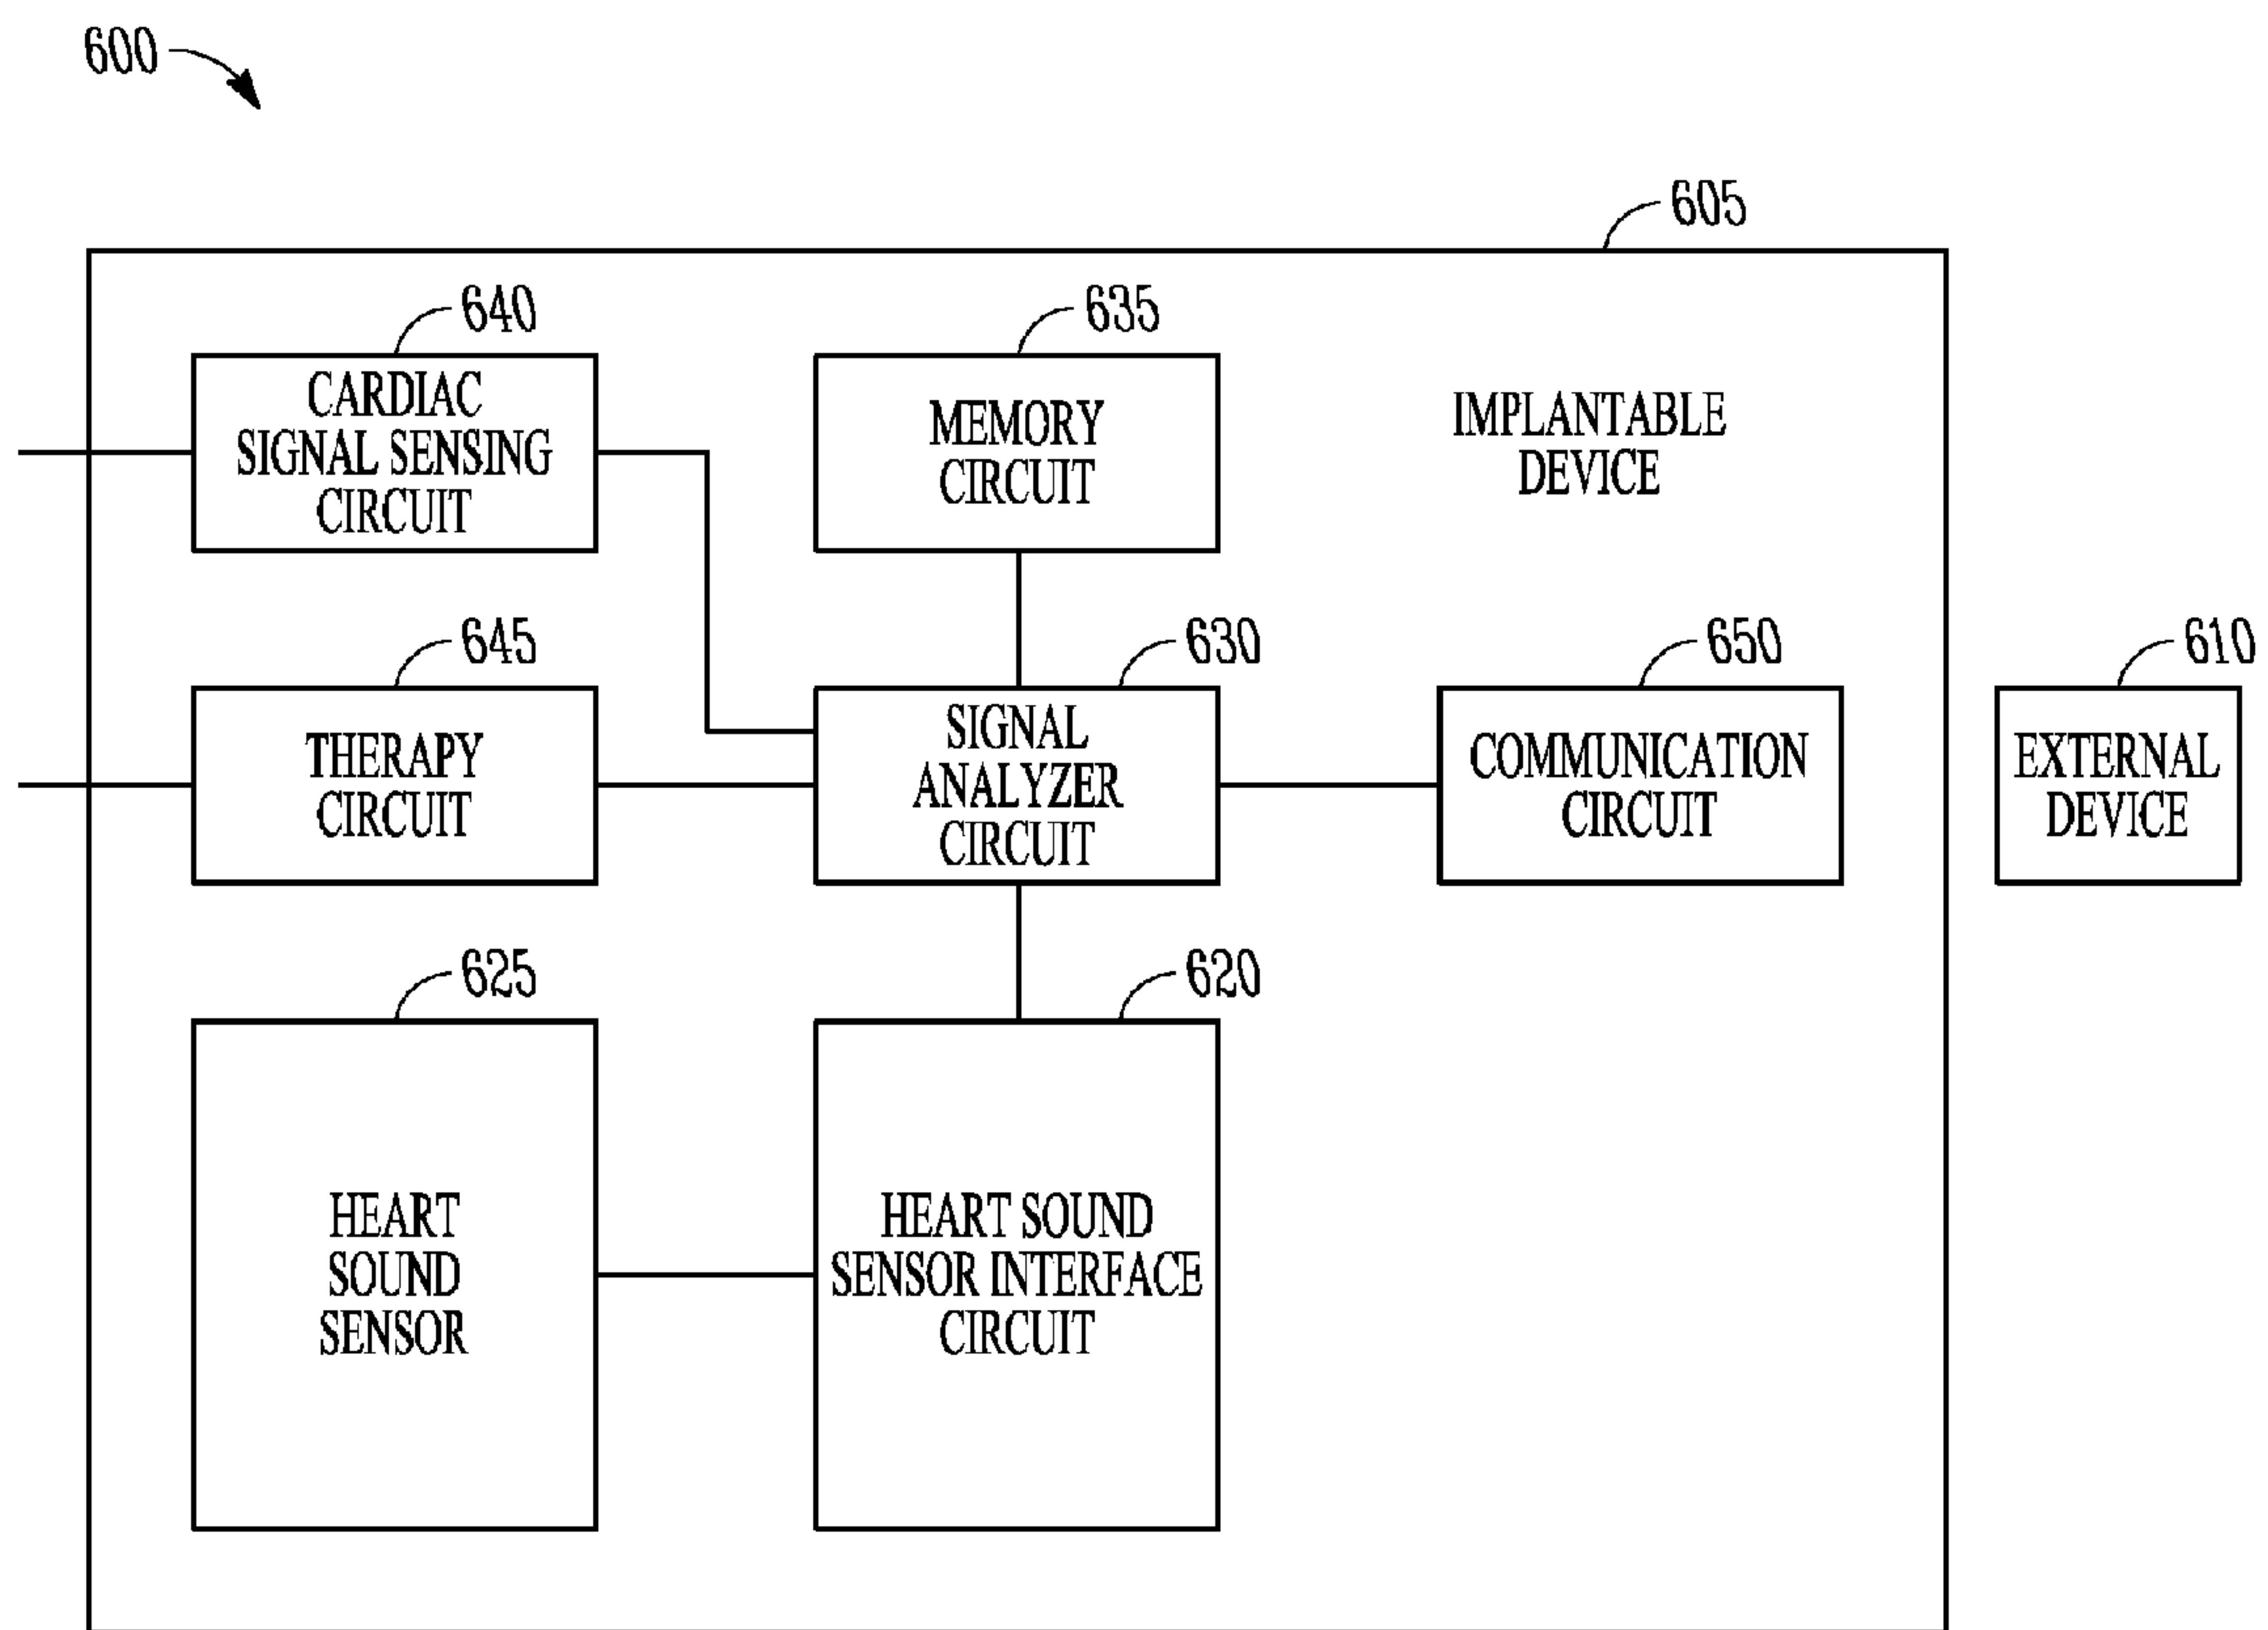 600
605
640
CARDIAC
SIGNAL SENSING
CIRCUIT
635
MEMORY
CIRCUIT
IMPLANTABLE
DEVICE
645
THERAPY
CIRCUIT
630
SIGNAL
ANALYZER
CIRCUIT
650
COMMUNICATION
CIRCUIT
610
EXTERNAL
DEVICE
625
HEART
SOUND
SENSOR
620
HEART SOUND
SENSOR INTERFACE
CIRCUIT